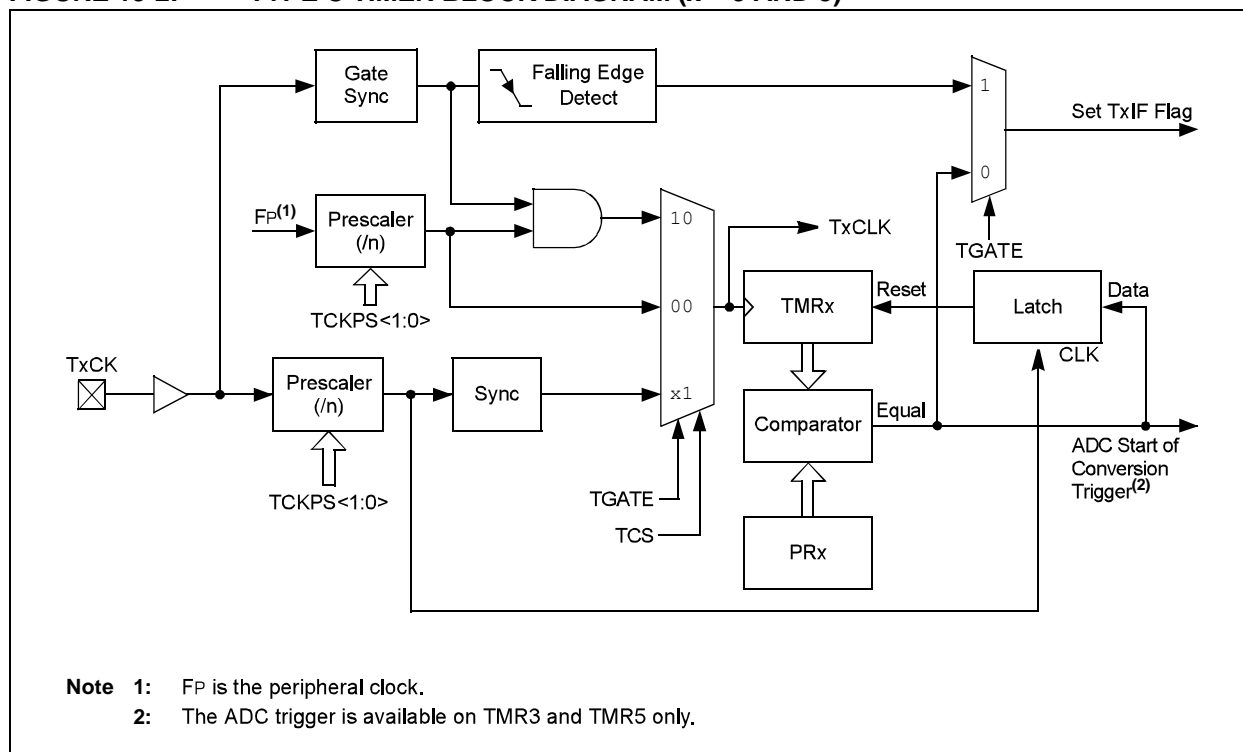 Gate
Sync
Falling Edge
Detect
1
Set TxIF Flag
0
FP(1)
Prescaler
(/n)
10
TxCLK
TGATE
TCKPS<1:0>
00
TMRx
Reset
Latch
Data
CLK
TxCK
Prescaler
(/n)
Sync
x1
Comparator
Equal
ADC Start of
Conversion
Trigger(2)
TCKPS<1:0>
TGATE
TCS
PRx
Note 1: FP is the peripheral clock.
2: The ADC trigger is available on TMR3 and TMR5 only.